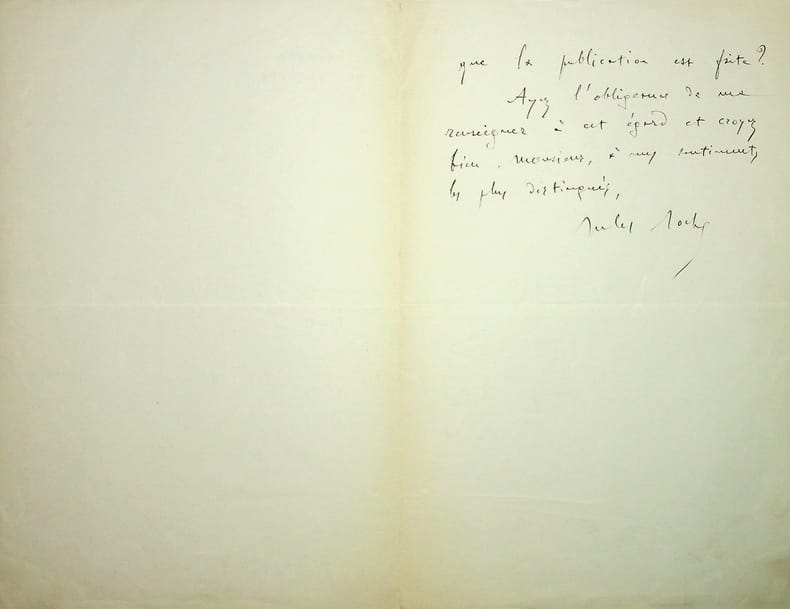 que la publication est faite ?
Ayez l'obligeance de me
renseigner à cet égard et croyez
bien, monsieur, à mes sentiments
les plus distingués,
Jules Roche